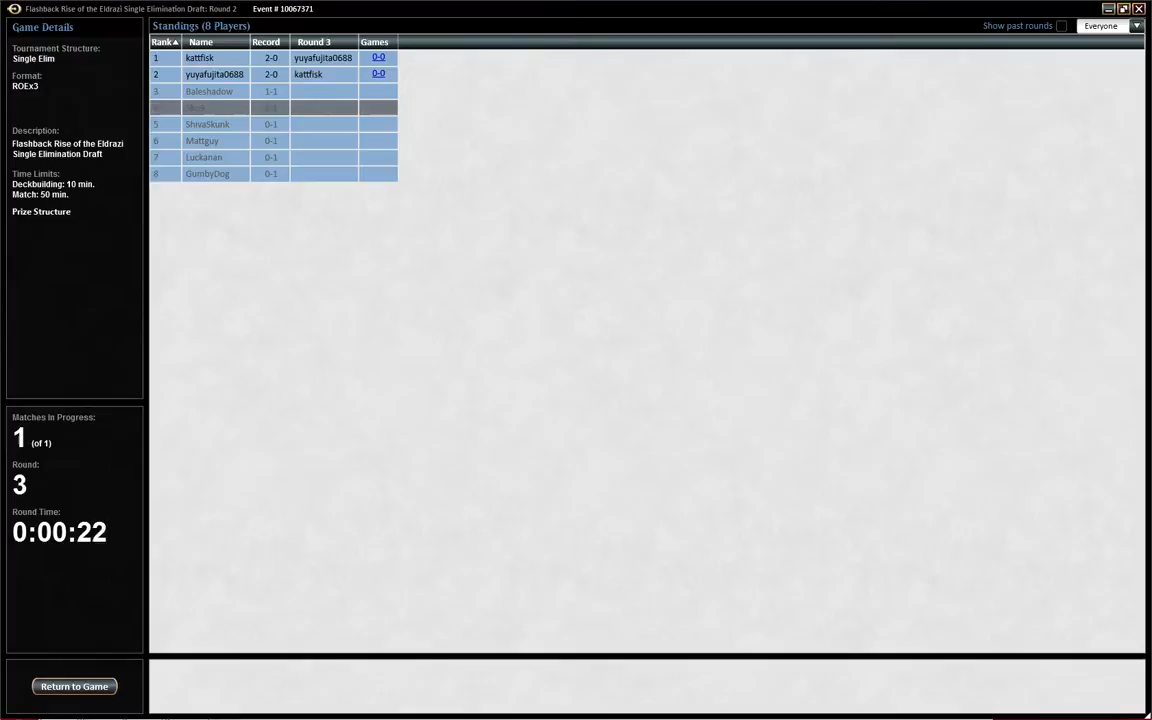 Flashback Rise of the Eldrazi Single Elimination Draft: Round 2 Event # 10067371
Game Details
Tournament Structure:
Single Elim
Format:
ROEx3
Description:
Flashback Rise of the Eldrazi
Single Elimination Draft
Time Limits:
Deckbuilding: 10 min.
Match: 50 min.
Prize Structure
Matches In Progress:
1 (of 1)
Round:
3
Round Time:
0:00:22
Return to Game
Standings (8 Players) Show past rounds Everyone
Rank Name Record Round 3 Games
1 kattfisk 2-0 yuyafujita0688 0-0
2 yuyafujita0688 2-0 kattfisk 0-0
3 Baleshadow 1-1
5 ShivaSkunk 0-1
6 Mattguy 0-1
7 Luckanan 0-1
8 GumbyDog 0-1